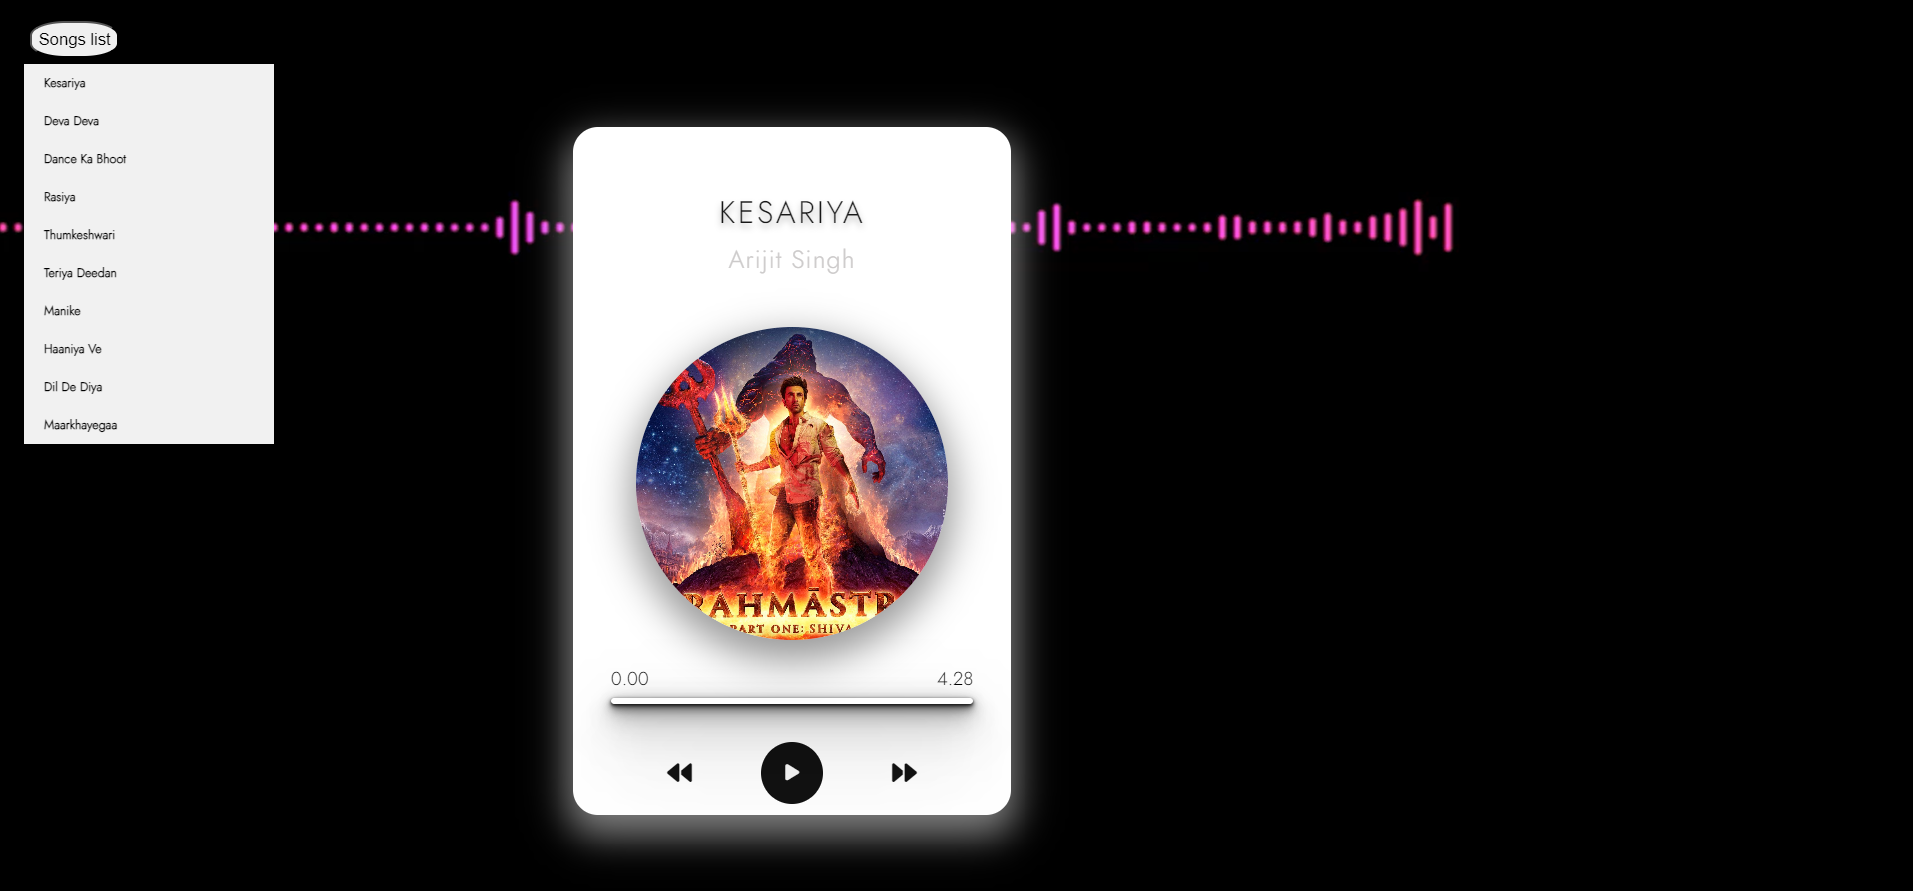 Songs list
Kesariya
Deva Deva
Dance Ka Bhoot
Rasiya
Thumkeshwari
Teriya Deedan
Manike
Haaniya Ve
Dil De Diya
Maarkhayegaa
KESARIYA
Arijit Singh
RAHMĀSTR
PART ONE: SHIVA
0.00
4.28